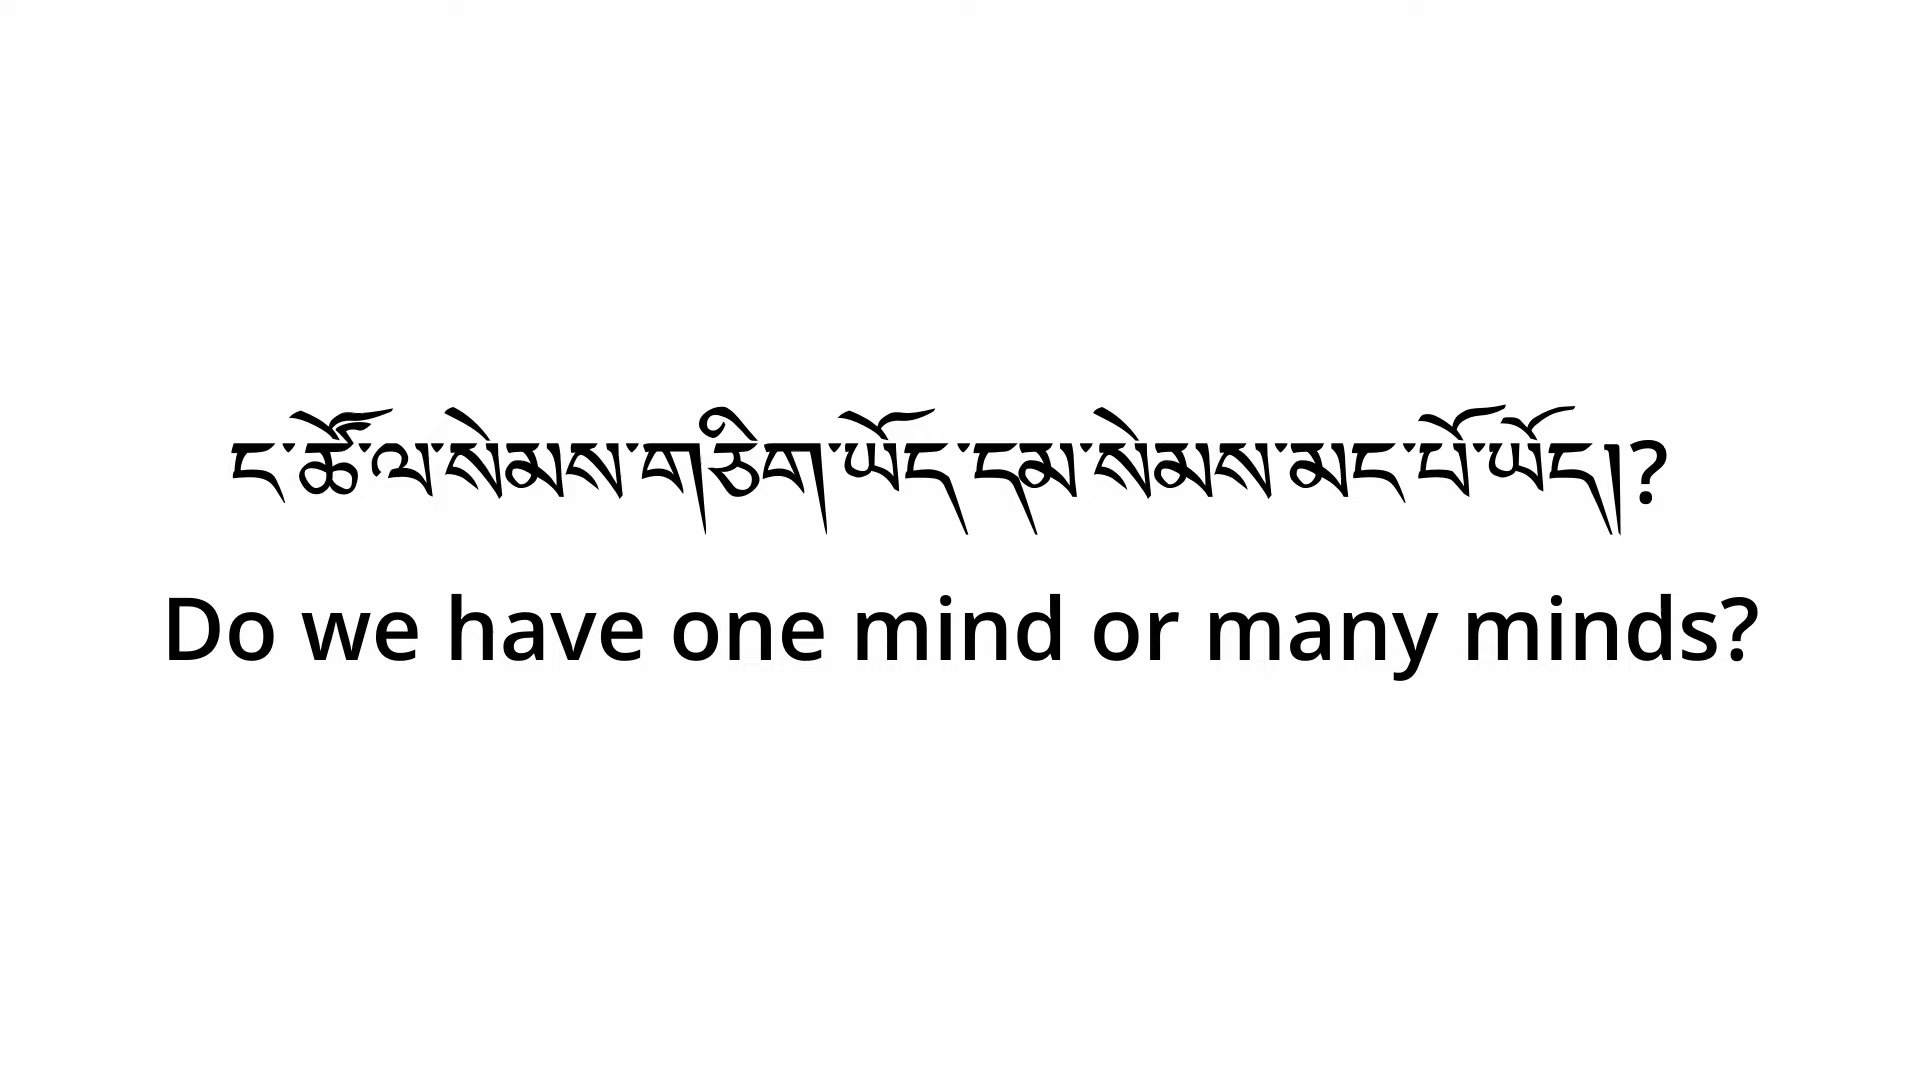 ང་ཚོ་ལ་སེམས་གཅིག་ཡོད་དམ་སེམས་མང་པོ་ཡོད།?
Do we have one mind or many minds?